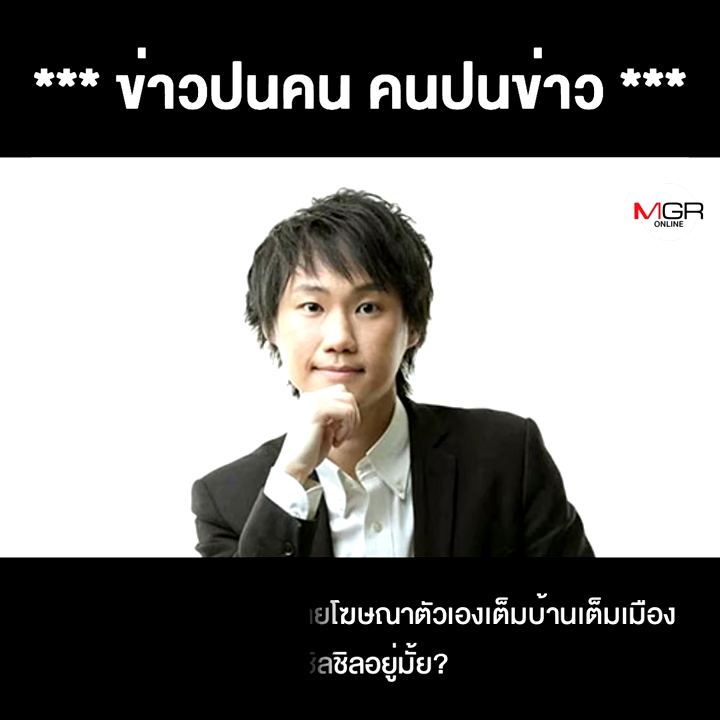 *** ข่าวปนคน คนปนข่าว ***
MGR
ONLINE
ยโฆษณาตัวเองเต็มบ้านเต็มเมือง
ชิลอยู่มั้ย?